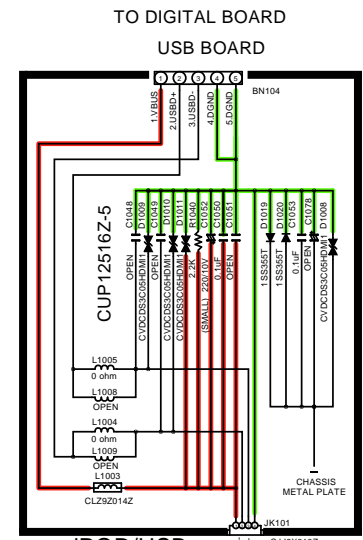 TO DIGITAL BOARD
USB BOARD
1 2 3 4 5
BN104
1.VBUS
2.USBD+
3.USBD-
4.DGND
5.DGND
CUP12516Z-5
C1048
OPEN
D1009
CVDCDS3C05HDMI1
C1049
OPEN
D1010
CVDCDS3C05HDMI1
D1011
CVDCDS3C05HDMI1
R1040
2.2K
C1052
(SMALL) 220/10V
C1050
0.1uF
C1051
OPEN
D1019
1SS355T
D1020
1SS355T
C1053
0.1uF
C1078
OPEN
D1008
CVDCDS3C05HDMI1
L1005
0 ohm
L1008
OPEN
L1004
0 ohm
L1009
OPEN
L1003
CLZ9Z014Z
CHASSIS
METAL PLATE
JK101